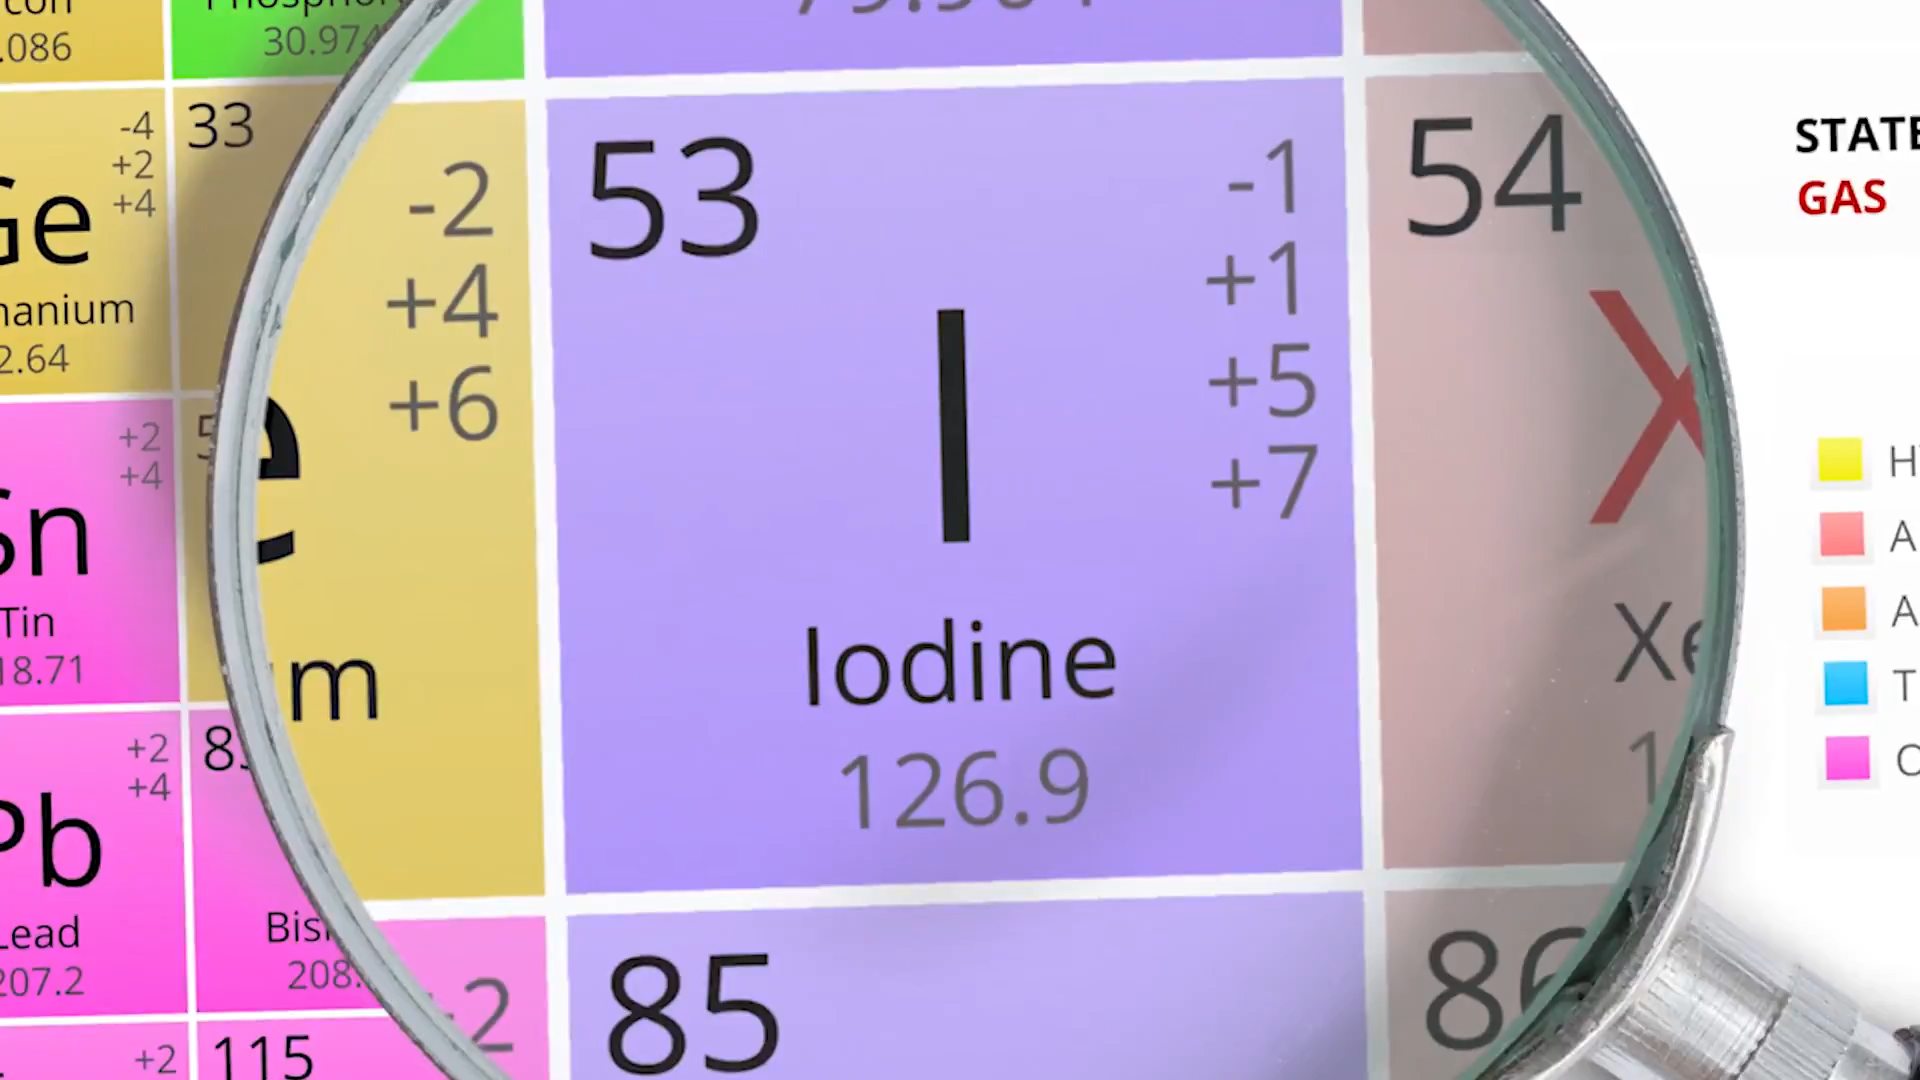 30.974
.086
-4
+2
+4
33
Ge
2.64
+2
+4
Sn
Tin
18.71
+2
+4
Pb
Lead
207.2
208.
+2
115
-2
+4
+6
e
m
53
-1
+1
+5
+7
I
Iodine
126.9
54
X
Xe
85
86
STATE
GAS